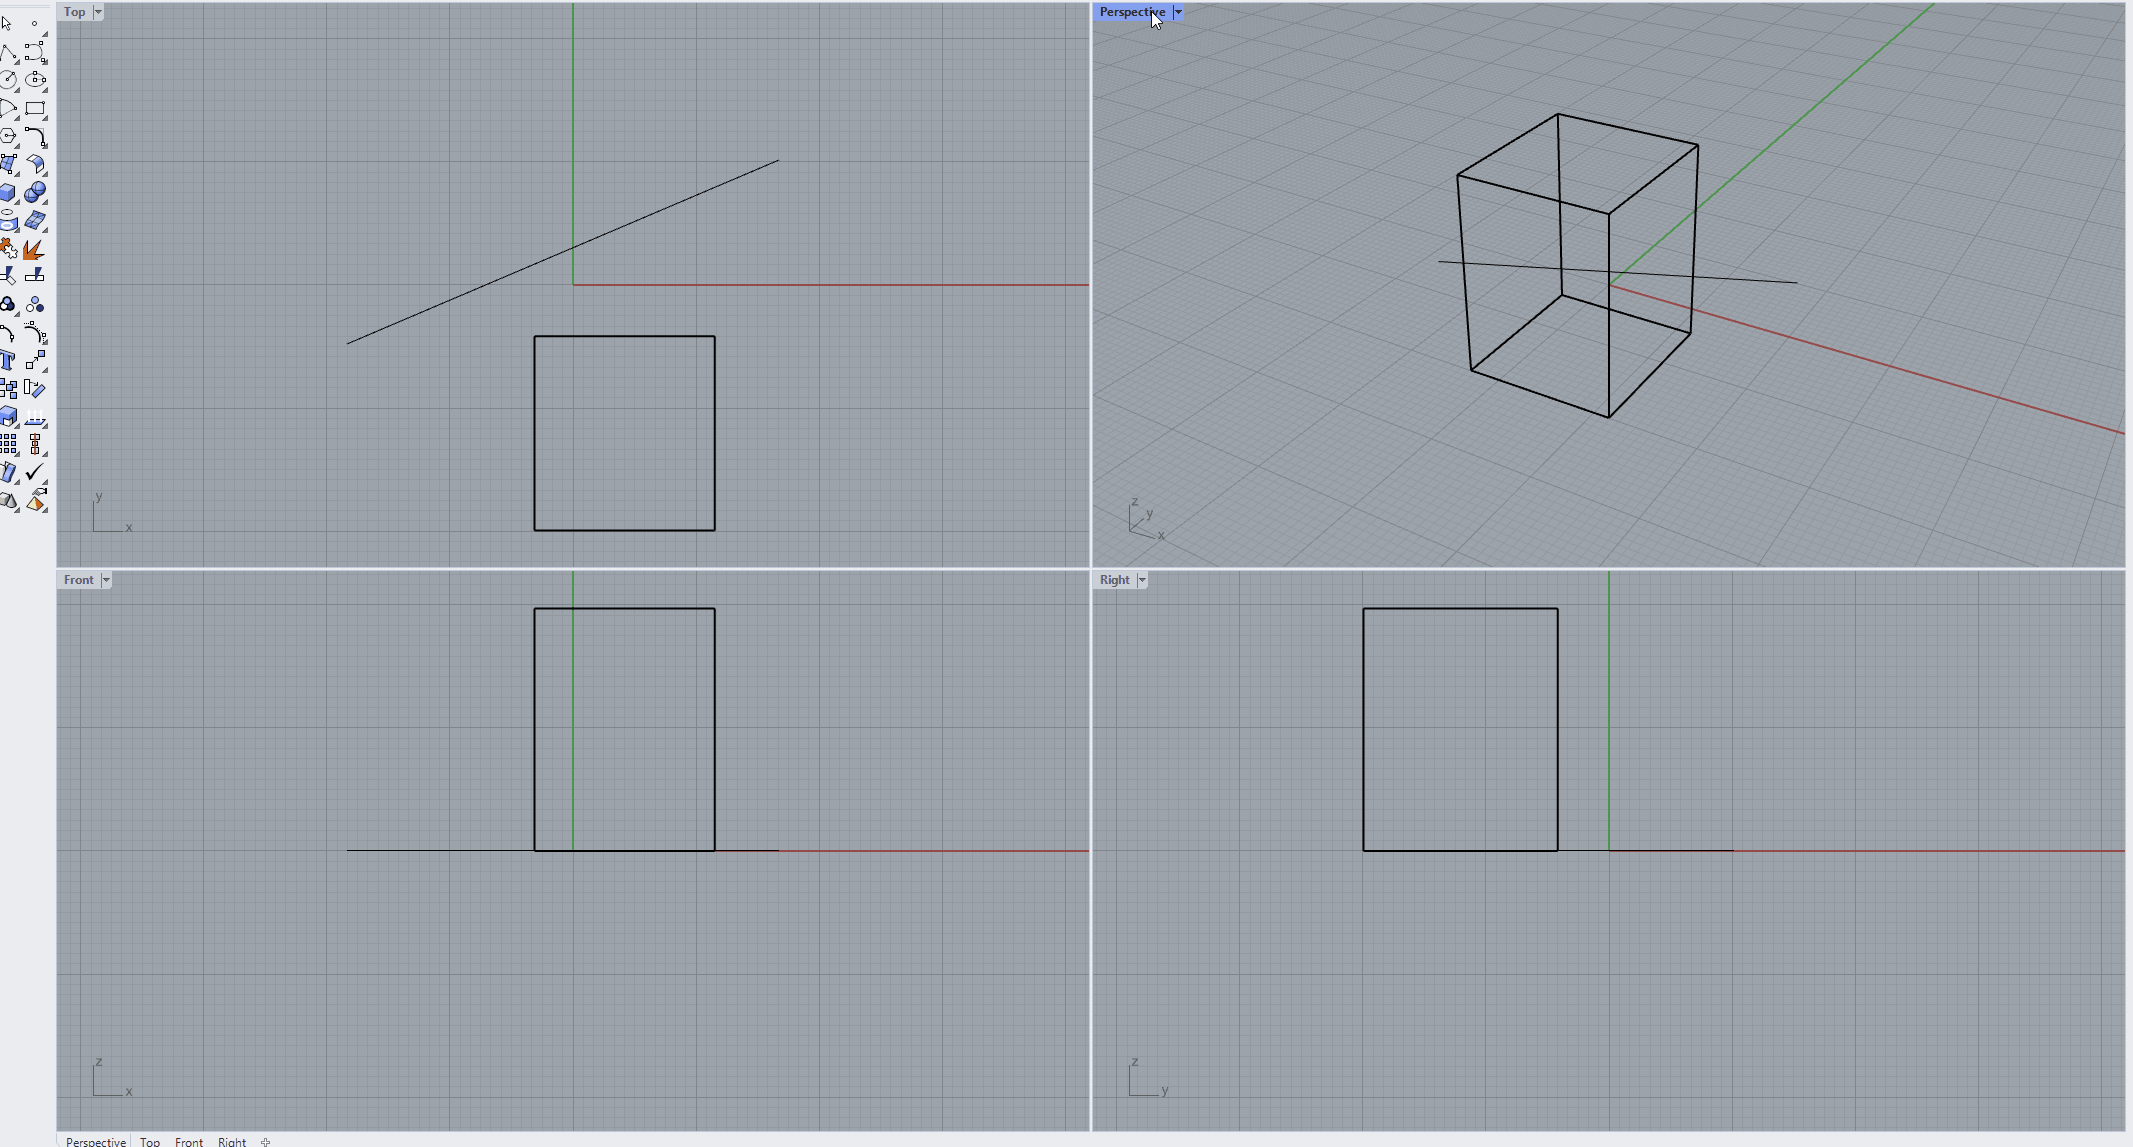 Top
Perspective
y
x
z
y
x
Front
Right
z
x
z
y
Perspective Top Front Right